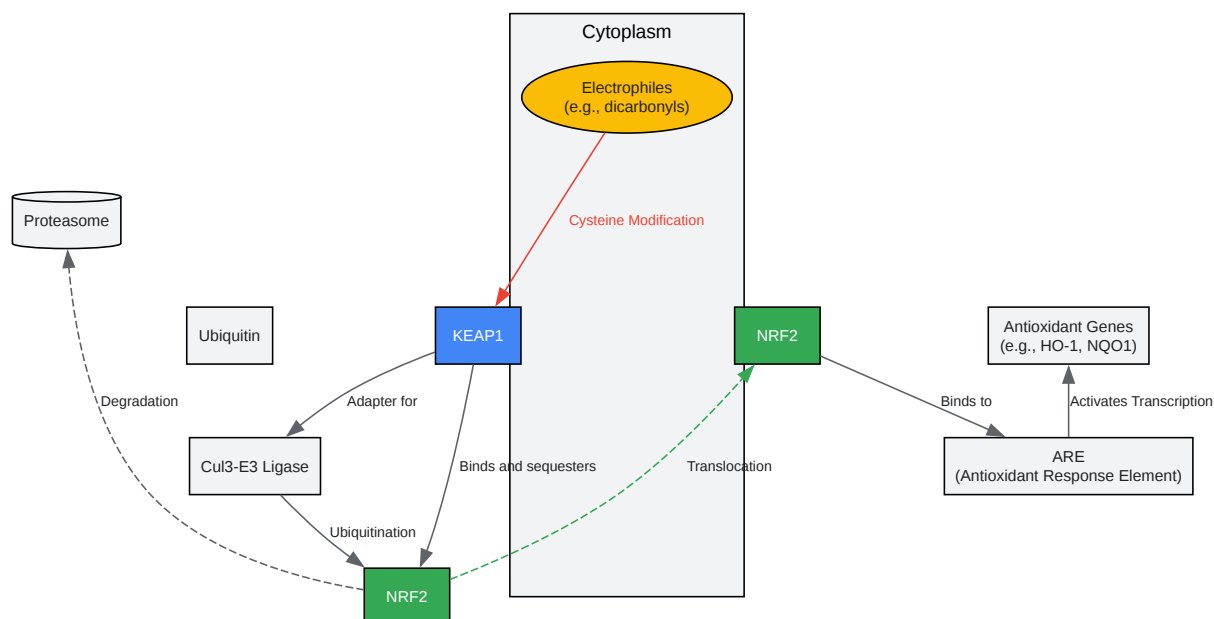 Cytoplasm
Electrophiles
(e.g., dicarbonyls)
Proteasome
Cysteine Modification
Ubiquitin
KEAP1
NRF2
Antioxidant Genes
(e.g., HO-1, NQO1)
Degradation
Adapter for
Binds to
Activates Transcription
Cul3-E3 Ligase
Binds and sequesters
Translocation
ARE
(Antioxidant Response Element)
Ubiquitination
NRF2